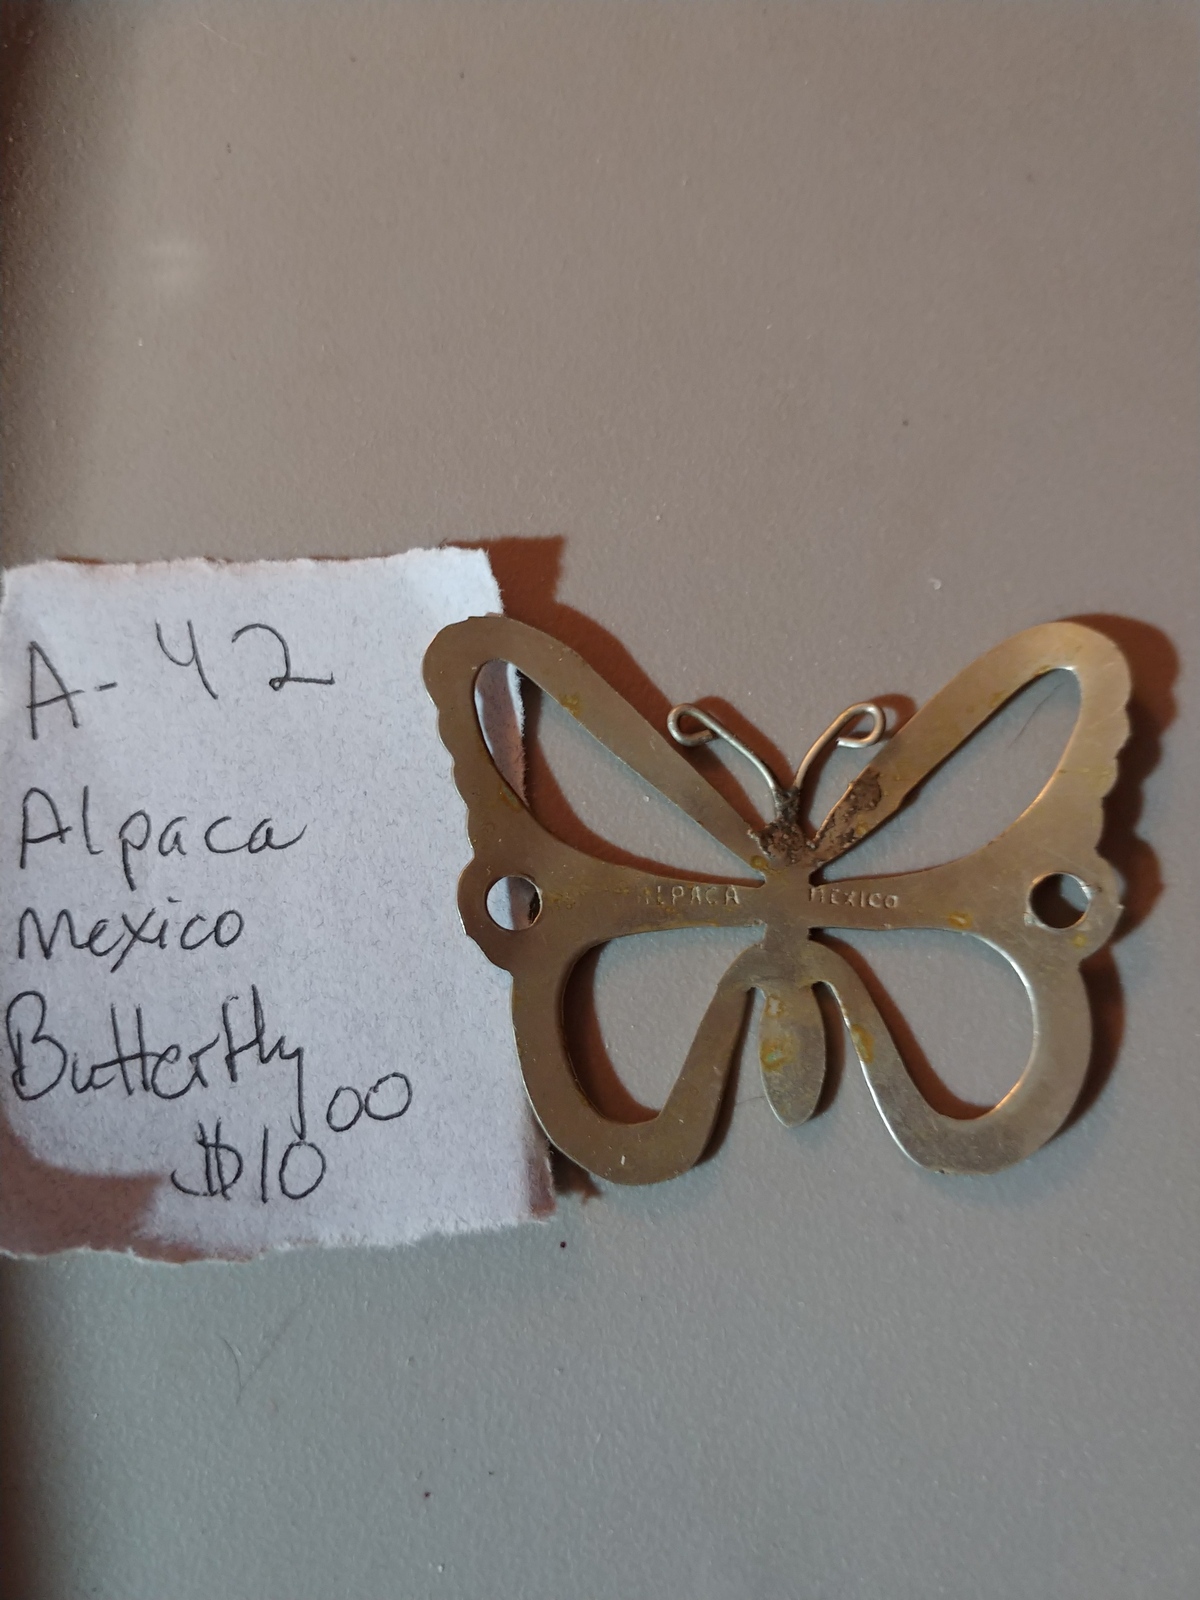 A-42
Alpaca
Mexico
Butterfly
$10 00
ALPACA MEXICO